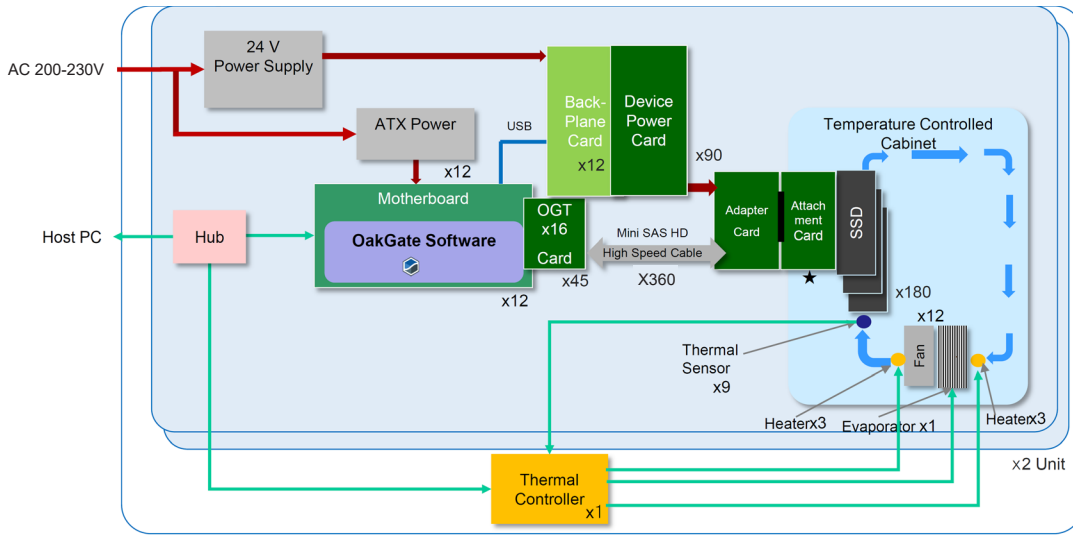 AC 200-230V
24 V
Power Supply
ATX Power
x12
USB
Back-
Plane
Card
x12
Device
Power
Card
x90
Temperature Controlled
Cabinet
Motherboard
OakGate Software
x12
OGT
x16
Card
x45
Mini SAS HD
High Speed Cable
X360
Adapter
Card
Attach
ment
Card
★
SSD
x180
x12
Fan
Host PC
Hub
Thermal
Sensor
x9
Heaterx3
Evaporator x1
Heaterx3
x2 Unit
Thermal
Controller
x1